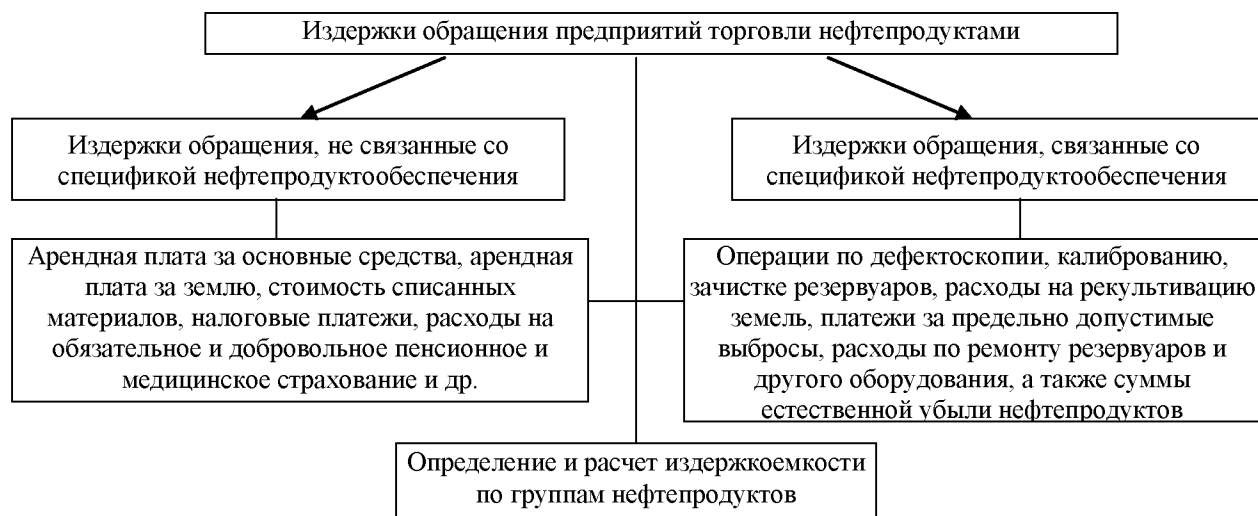 Издержки обращения предприятий торговли нефтепродуктами
Издержки обращения, не связанные со
спецификой нефтепродуктообеспечения
Издержки обращения, связанные со
спецификой нефтепродуктообеспечения
Арендная плата за основные средства, арендная
плата за землю, стоимость списанных
материалов, налоговые платежи, расходы на
обязательное и добровольное пенсионное и
медицинское страхование и др.
Операции по дефектоскопии, калиброванию,
зачистке резервуаров, расходы на рекультивацию
земель, платежи за предельно допустимые
выбросы, расходы по ремонту резервуаров и
другого оборудования, а также суммы
естественной убыли нефтепродуктов
Определение и расчет издержкоемкости
по группам нефтепродуктов